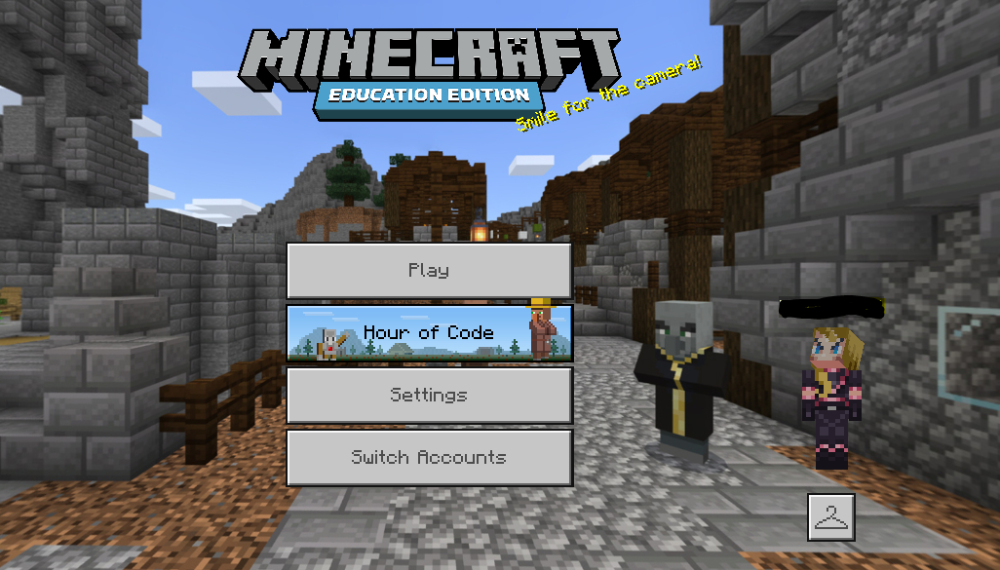 MINECRAFT
EDUCATION EDITION
Smile for the camera!
Play
Hour of Code
Settings
Switch Accounts